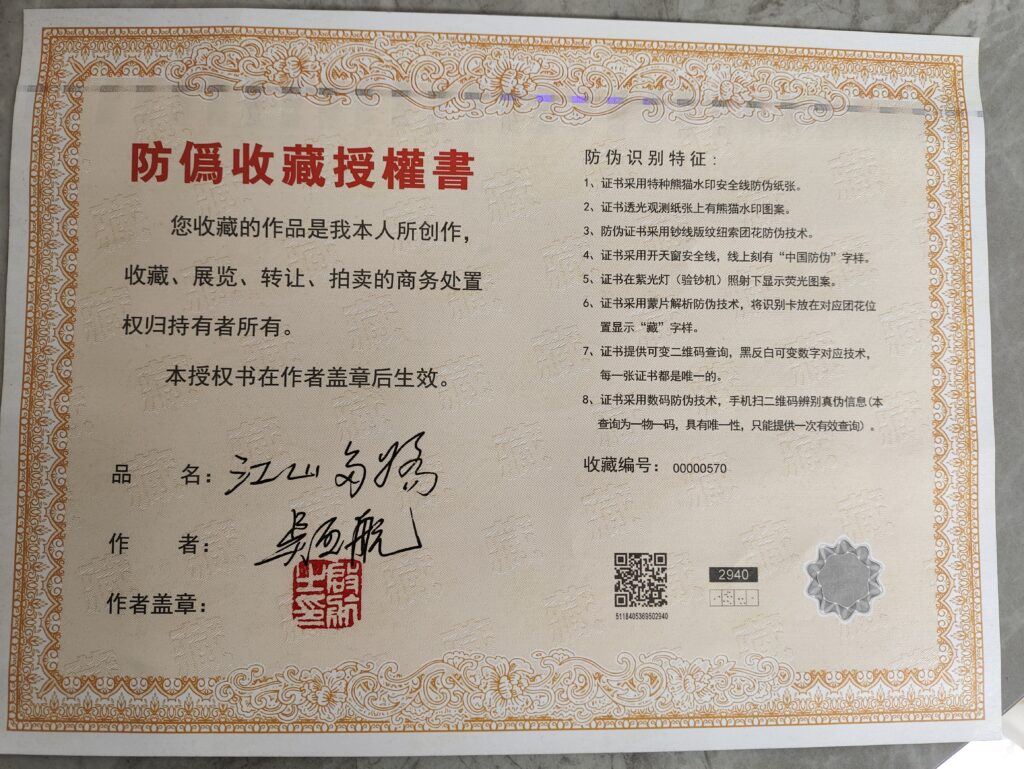 防僞收藏授權書
您收藏的作品是我本人所创作，
收藏、展览、转让、拍卖的商务处置
权归持有者所有。
本授权书在作者盖章后生效。
品 名：江山多娇
作 者：
作者盖章：
防伪识别特征：
1、证书采用特种熊猫水印安全线防伪纸张。
2、证书透光观测纸张上有熊猫水印图案。
3、防伪证书采用钞线版纹纽索团花防伪技术。
4、证书采用开天窗安全线，线上刻有“中国防伪”字样。
5、证书在紫光灯（验钞机）照射下显示荧光图案。
6、证书采用蒙片解析防伪技术，将识别卡放在对应团花位
置显示“藏”字样。
7、证书提供可变二维码查询，黑反白可变数字对应技术，
每一张证书都是唯一的。
8、证书采用数码防伪技术，手机扫二维码辨别真伪信息(本
查询为一物一码，具有唯一性，只能提供一次有效查询）。
收藏编号：00000570
2940
5118405369502940